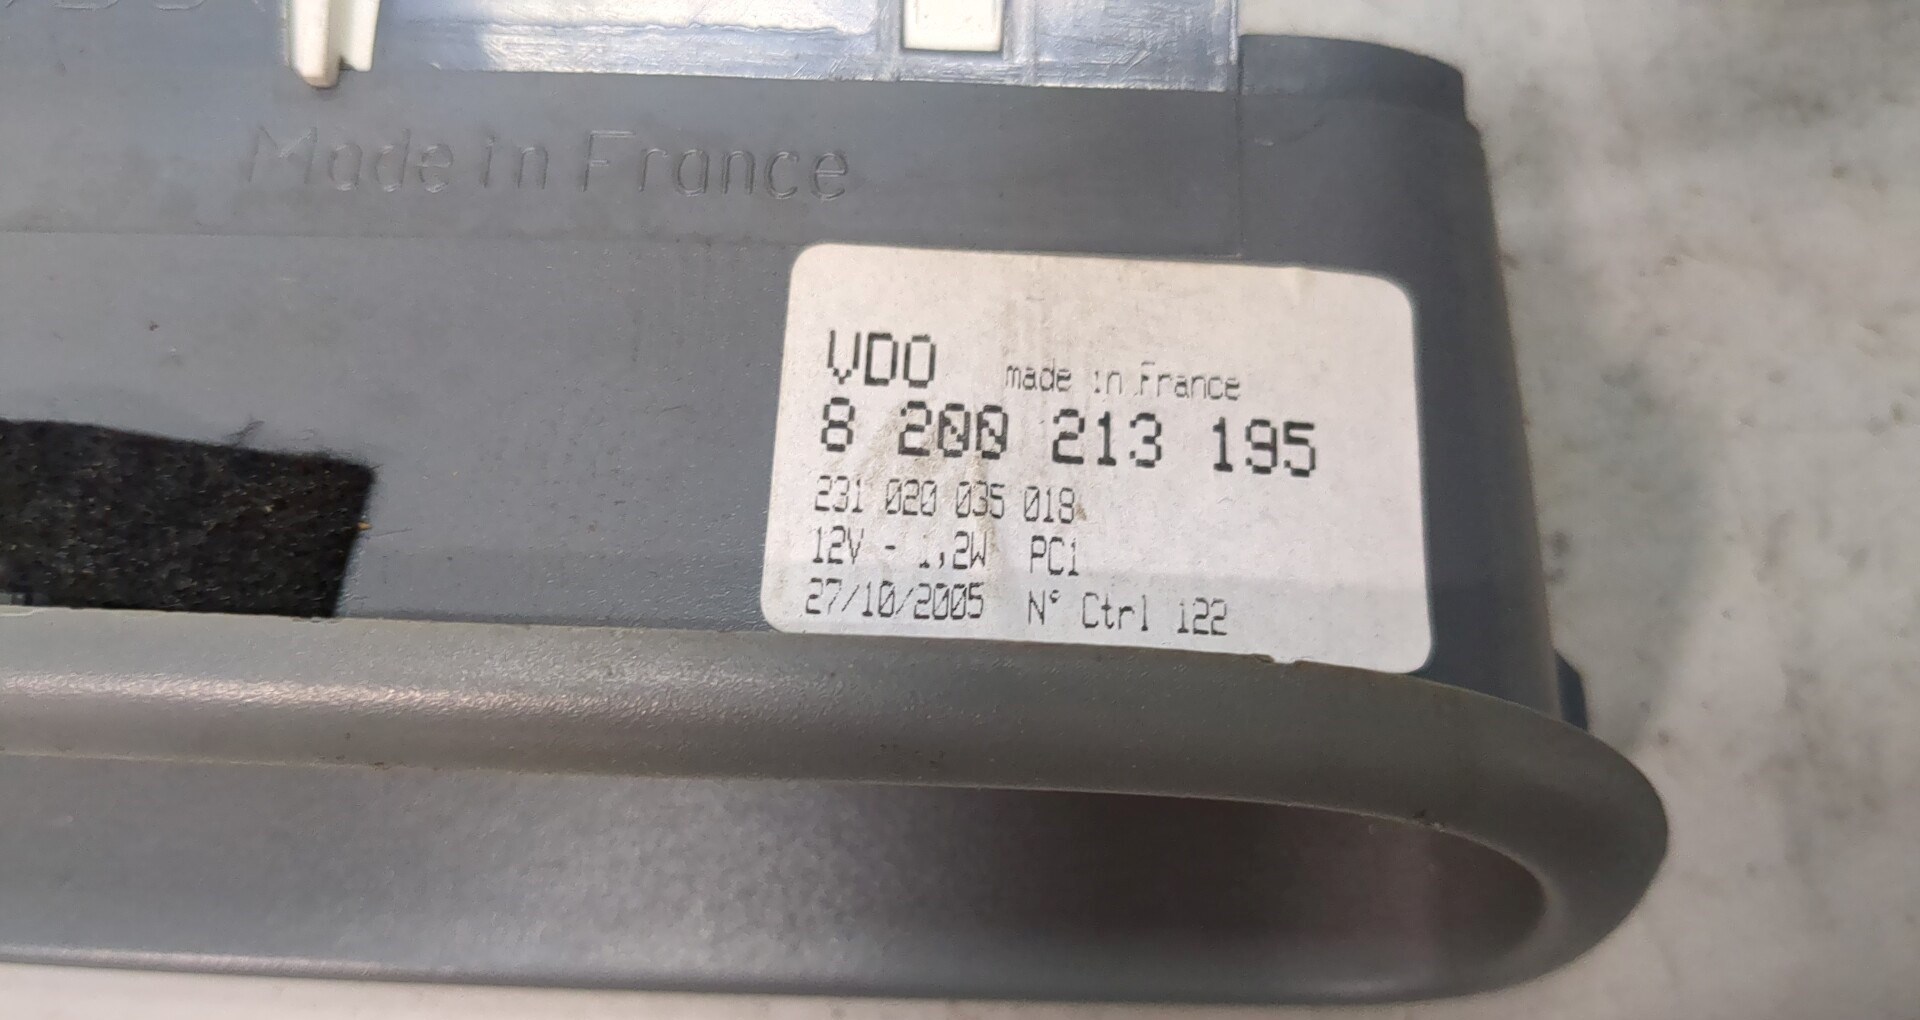 Made in France
VDO made in France
8 200 213 195
231 020 035 018
12V - 1,2W PC1
27/10/2005 N° Ctrl 122